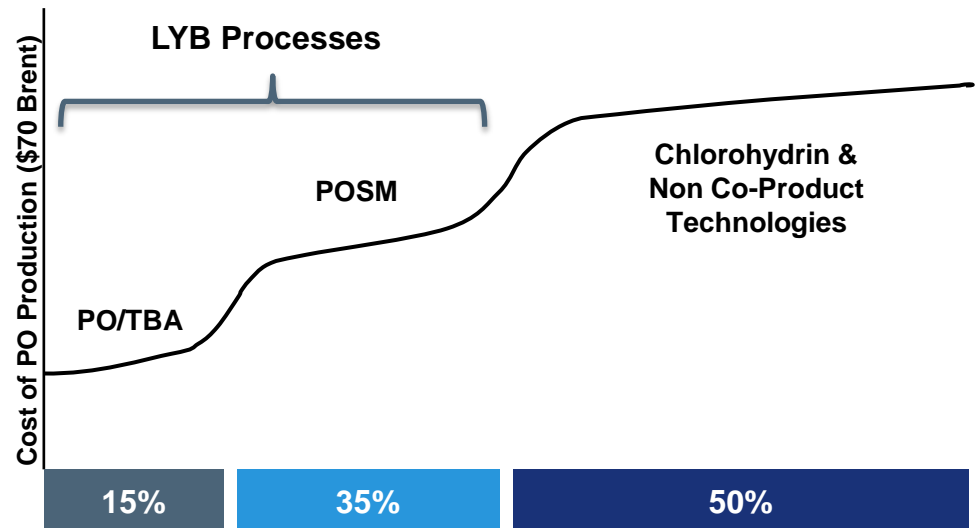 Cost of PO Production ($70 Brent)
LYB Processes
PO/TBA
POSM
Chlorohydrin &
Non Co-Product
Technologies
15%
35%
50%